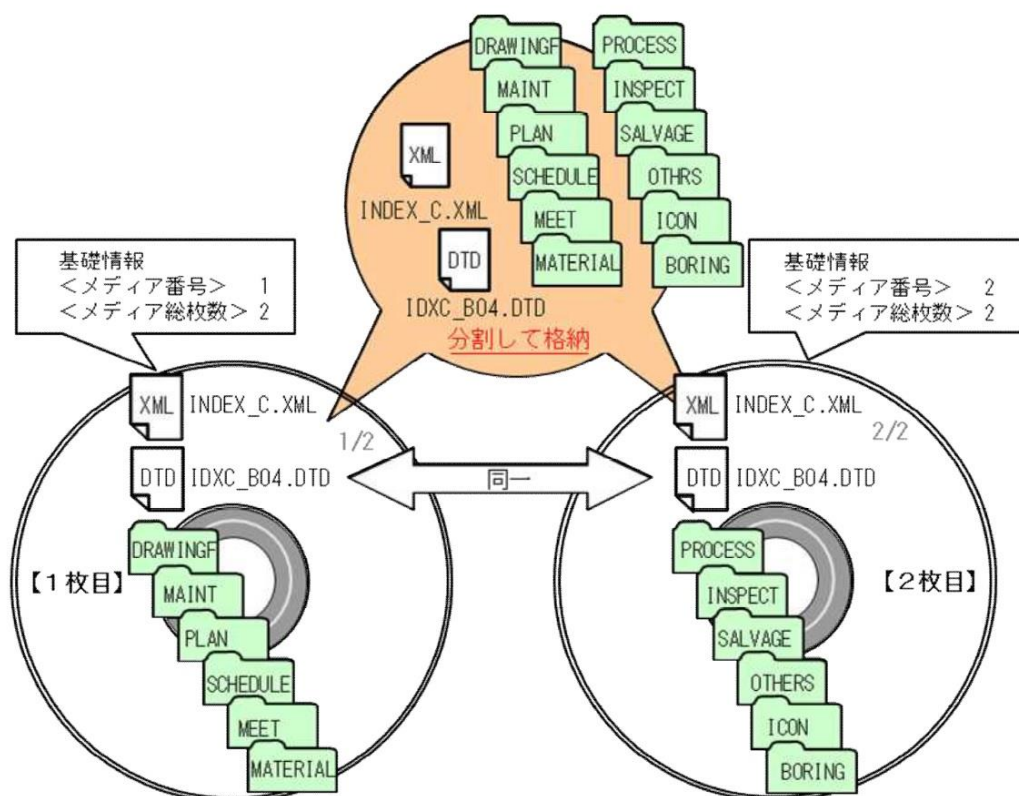 DRAWINGF
MAINT
PLAN
SCHEDULE
MEET
MATERIAL
PROCESS
INSPECT
SALVAGE
OTHRS
ICON
BORING
XML
INDEX_C.XML
DTD
IDXC_B04.DTD
分割して格納
基礎情報
<メディア番号> 1
<メディア総枚数> 2
基礎情報
<メディア番号> 2
<メディア総枚数> 2
XML INDEX_C.XML
1/2
DTD IDXC_B04.DTD
DRAWINGF
【1枚目】
MAINT
PLAN
SCHEDULE
MEET
MATERIAL
同一
XML INDEX_C.XML
2/2
DTD IDXC_B04.DTD
PROCESS
INSPECT
【2枚目】
SALVAGE
OTHERS
ICON
BORING